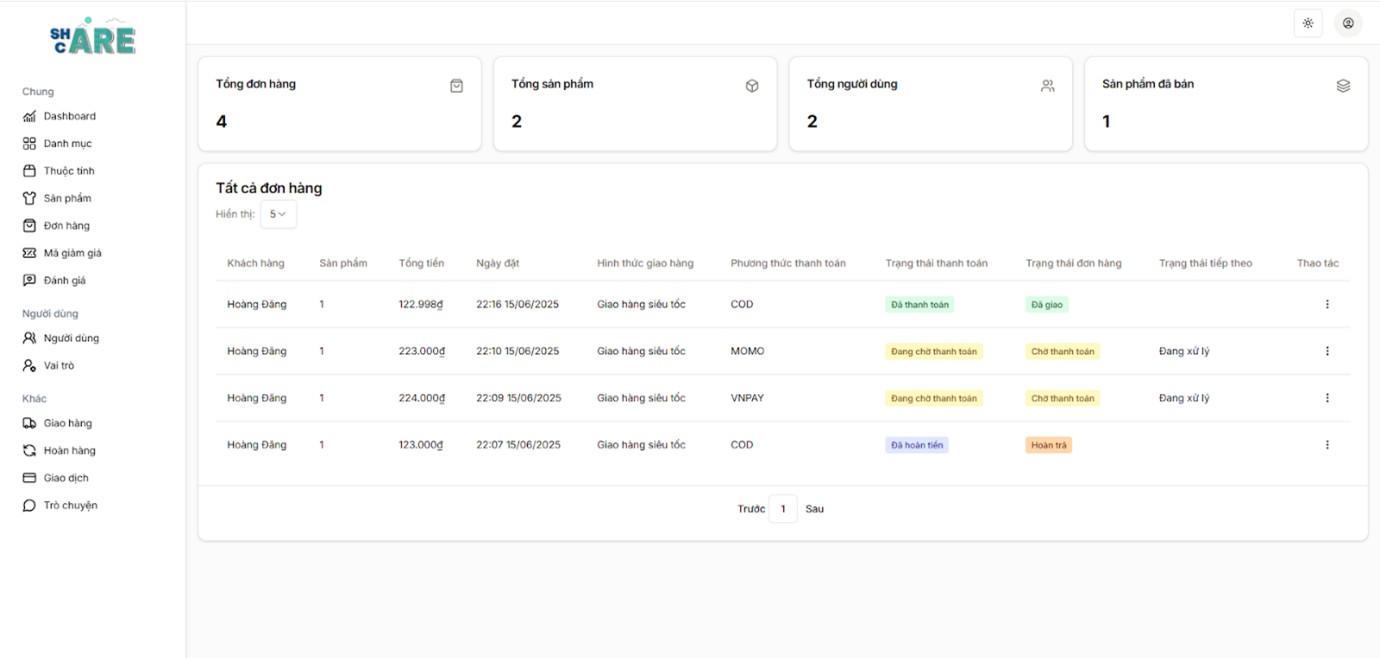 SH
CARE
Chung
Dashboard
Danh mục
Thuộc tính
Sản phẩm
Đơn hàng
Mã giảm giá
Đánh giá
Người dùng
Người dùng
Vai trò
Khác
Giao hàng
Hoàn hàng
Giao dịch
Trò chuyện
Tổng đơn hàng
4
Tổng sản phẩm
2
Tổng người dùng
2
Sản phẩm đã bán
1
Tất cả đơn hàng
Hiển thị: 5
Khách hàng Sản phẩm Tổng tiền Ngày đặt Hình thức giao hàng Phương thức thanh toán Trạng thái thanh toán Trạng thái đơn hàng Trạng thái tiếp theo Thao tác
Hoàng Đăng 1 122.998₫ 22:16 15/06/2025 Giao hàng siêu tốc COD Đã thanh toán Đã giao
Hoàng Đăng 1 223.000₫ 22:10 15/06/2025 Giao hàng siêu tốc MOMO Đang chờ thanh toán Chờ thanh toán Đang xử lý
Hoàng Đăng 1 224.000₫ 22:09 15/06/2025 Giao hàng siêu tốc VNPAY Đang chờ thanh toán Chờ thanh toán Đang xử lý
Hoàng Đăng 1 123.000₫ 22:07 15/06/2025 Giao hàng siêu tốc COD Đã hoàn tiền Hoàn trả
Trước 1 Sau